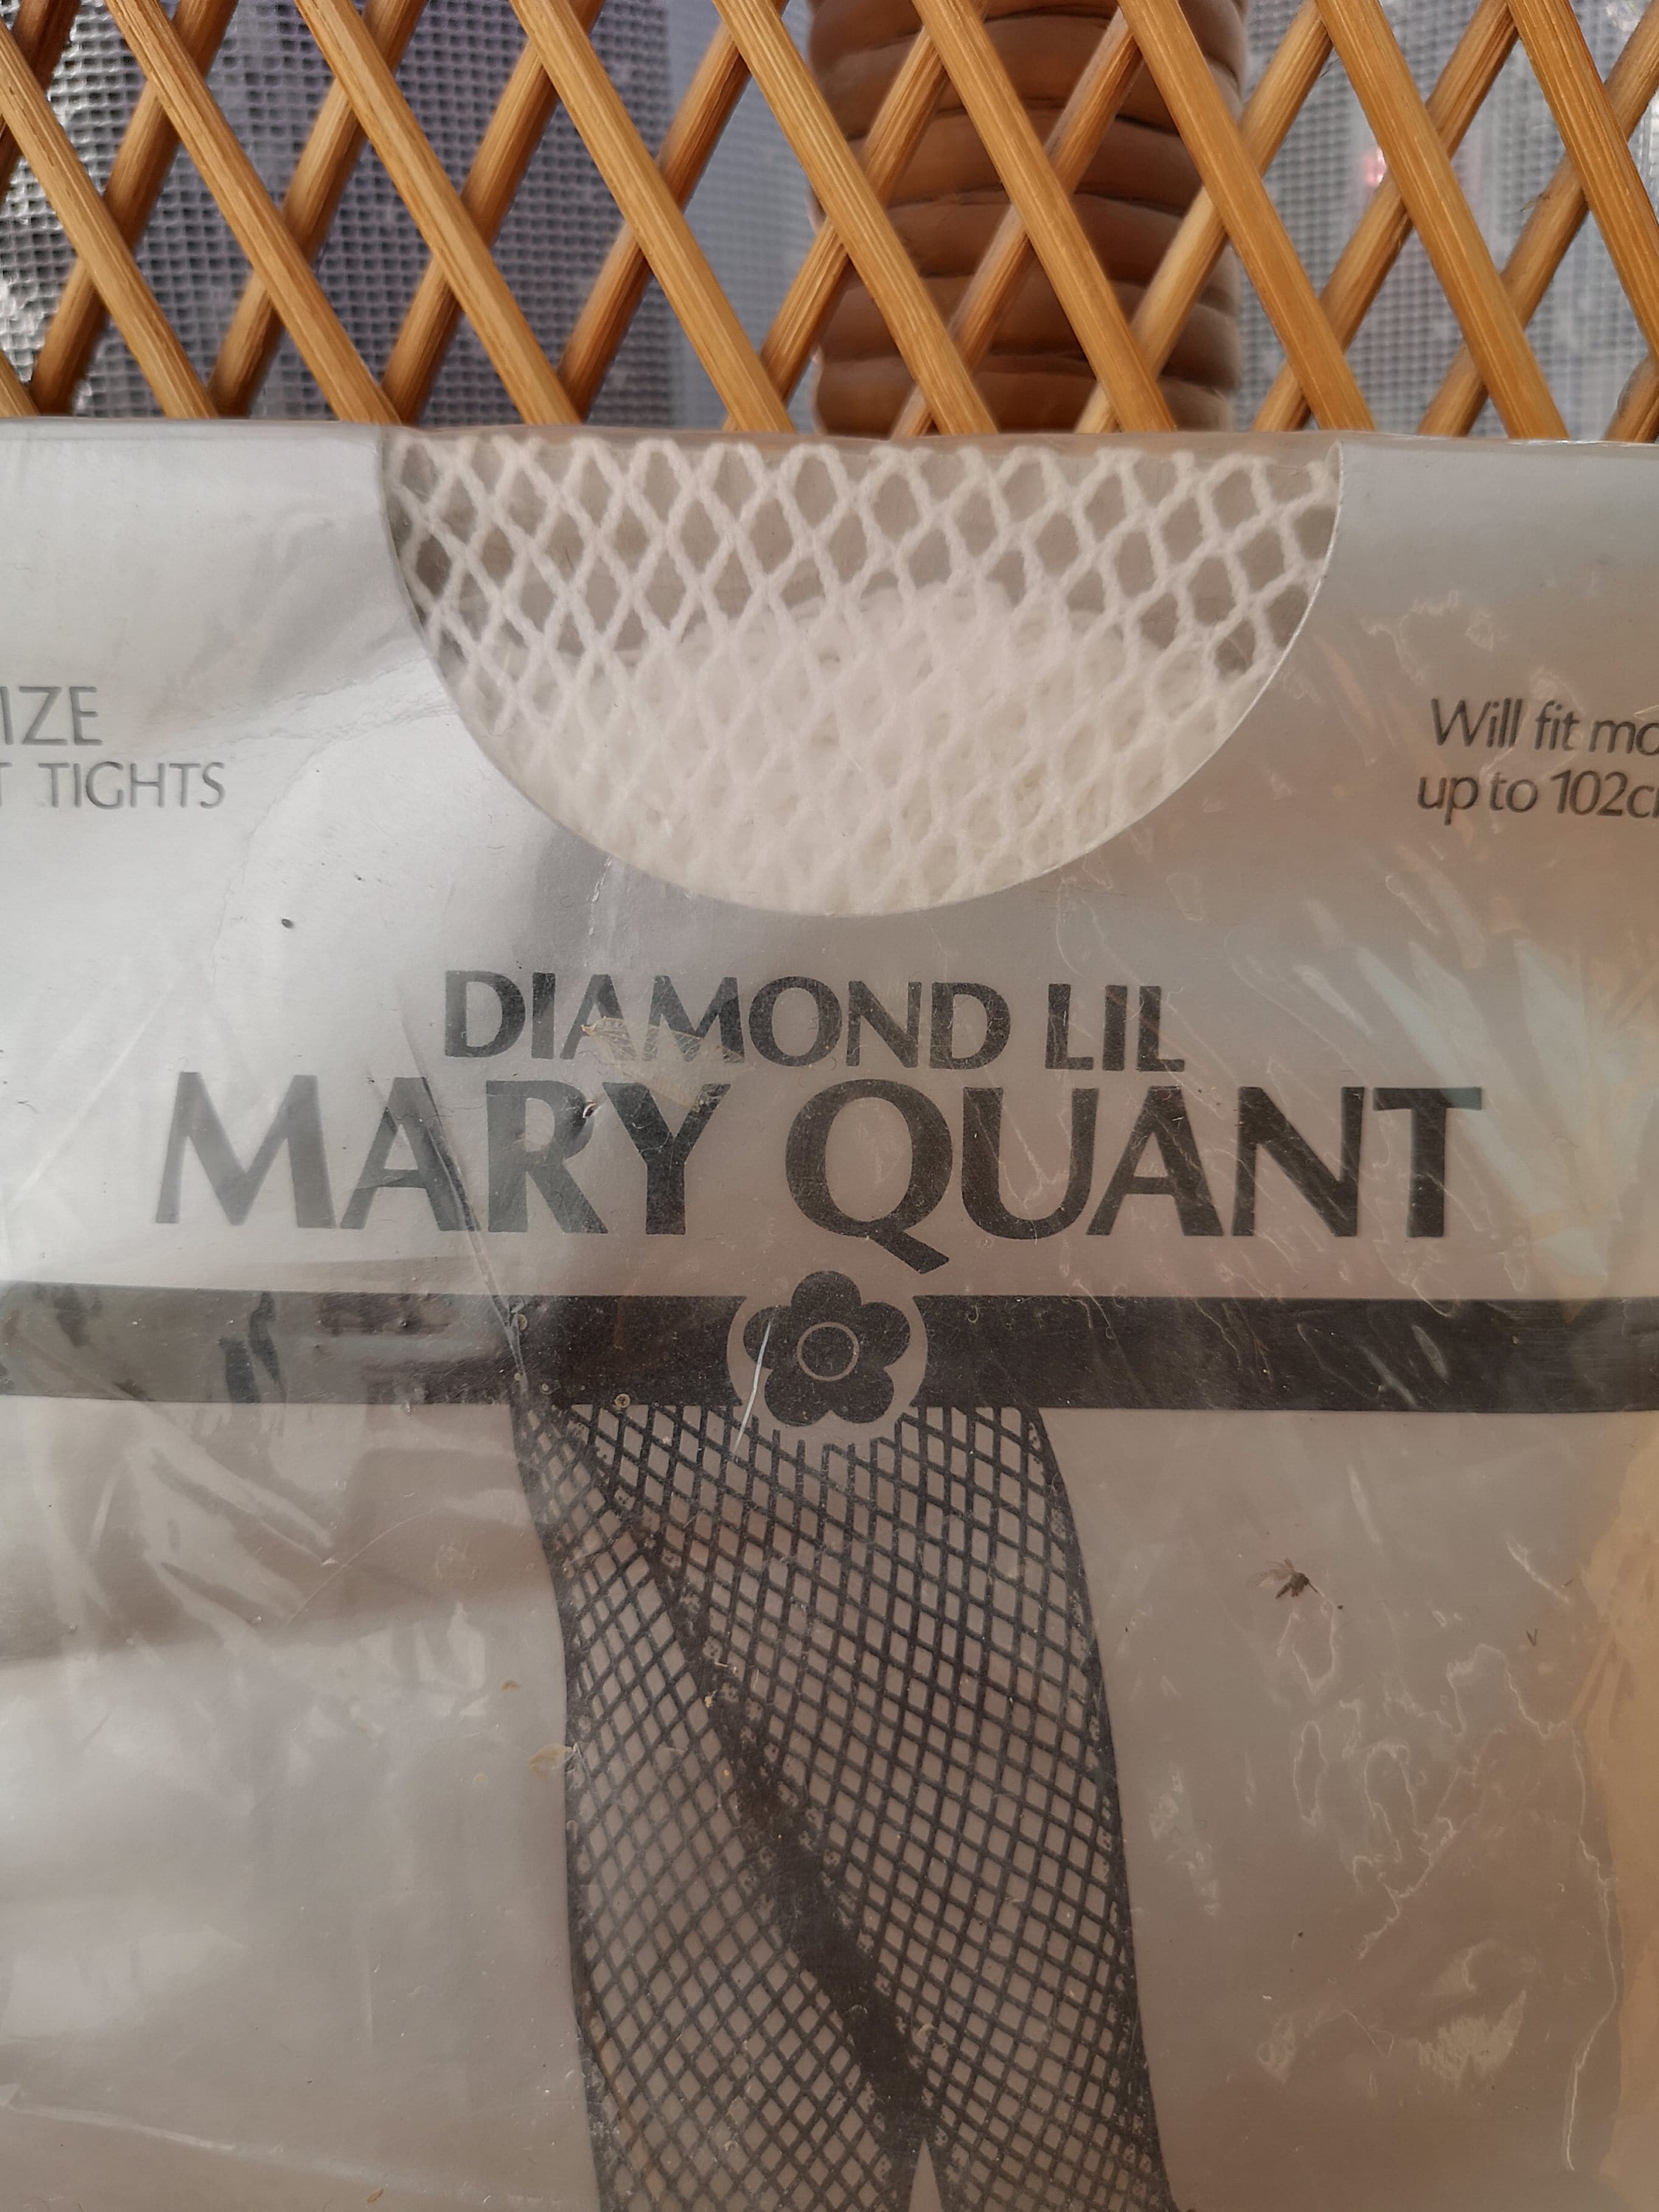 IZE
T TIGHTS
Will fit mo
up to 102c
DIAMOND LIL
MARY QUANT